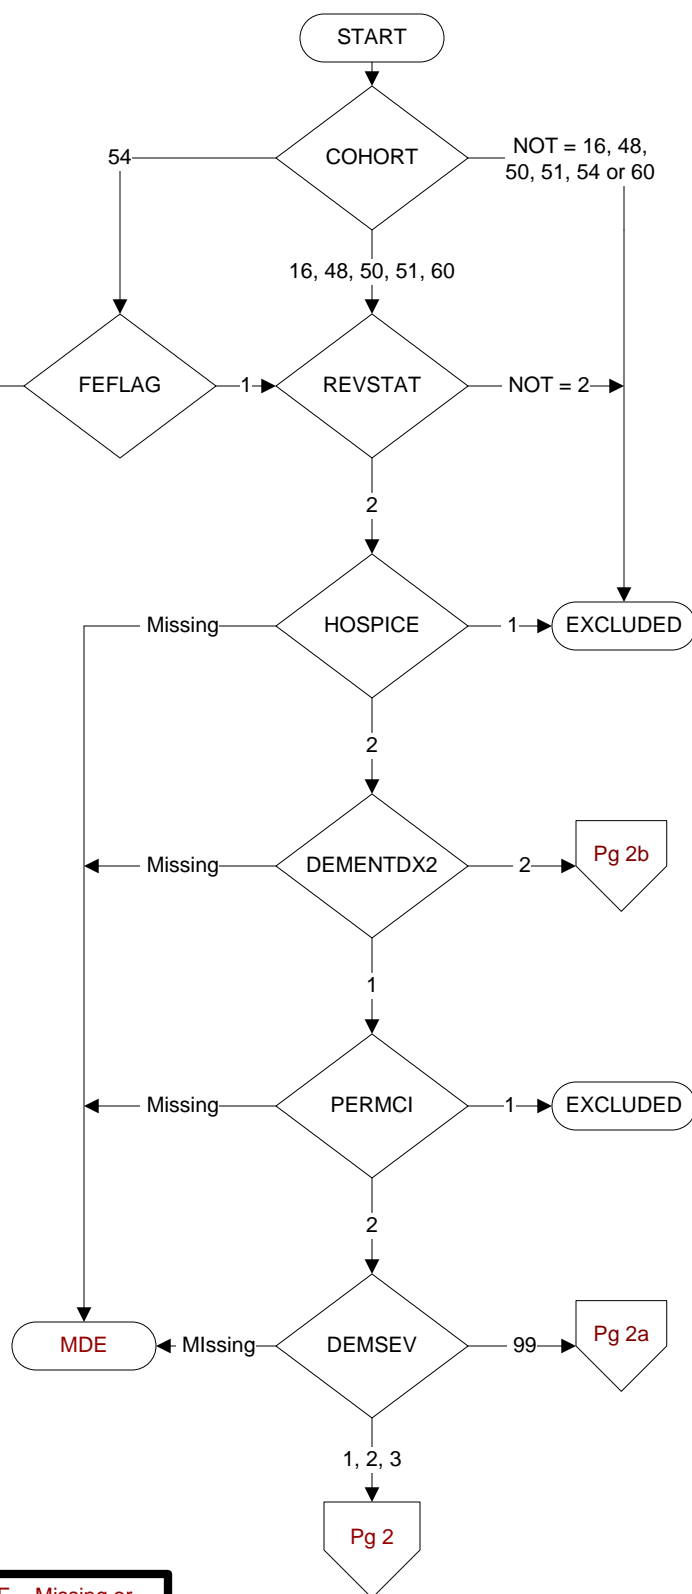 START
COHORT
54
NOT = 16, 48,
50, 51, 54 or 60
16, 48, 50, 51, 60
FEFLAG
1
REVSTAT
NOT = 2
2
Missing
HOSPICE
1
EXCLUDED
2
Missing
DEMENTDX2
2
Pg 2b
1
Missing
PERMCI
1
EXCLUDED
2
MDE
MIssing
DEMSEV
99
Pg 2a
1, 2, 3
Pg 2
Missing or